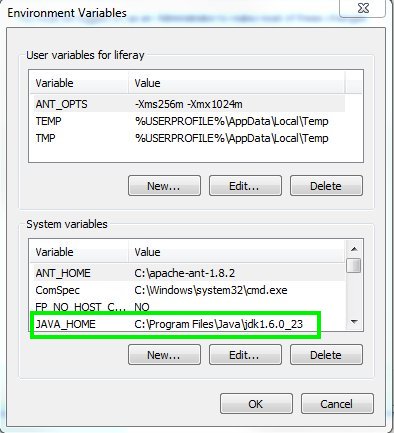 Environment Variables
User variables for liferay
Variable Value
ANT_OPTS -Xms256m -Xmx1024m
TEMP %USERPROFILE%\AppData\Local\Temp
TMP %USERPROFILE%\AppData\Local\Temp
New... Edit... Delete
System variables
Variable Value
ANT_HOME C:\apache-ant-1.8.2
ComSpec C:\Windows\system32\cmd.exe
FP_NO_HOST_C... NO
JAVA_HOME C:\Program Files\Java\jdk1.6.0_23
New... Edit... Delete
OK Cancel